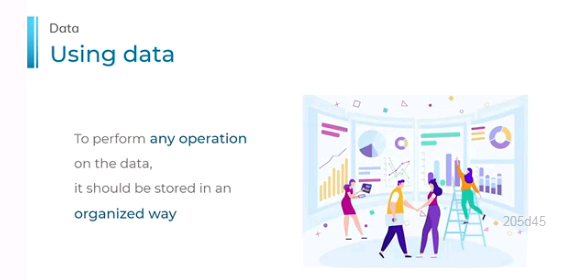 Data
Using data
To perform any operation
on the data,
it should be stored in an
organized way
205d45